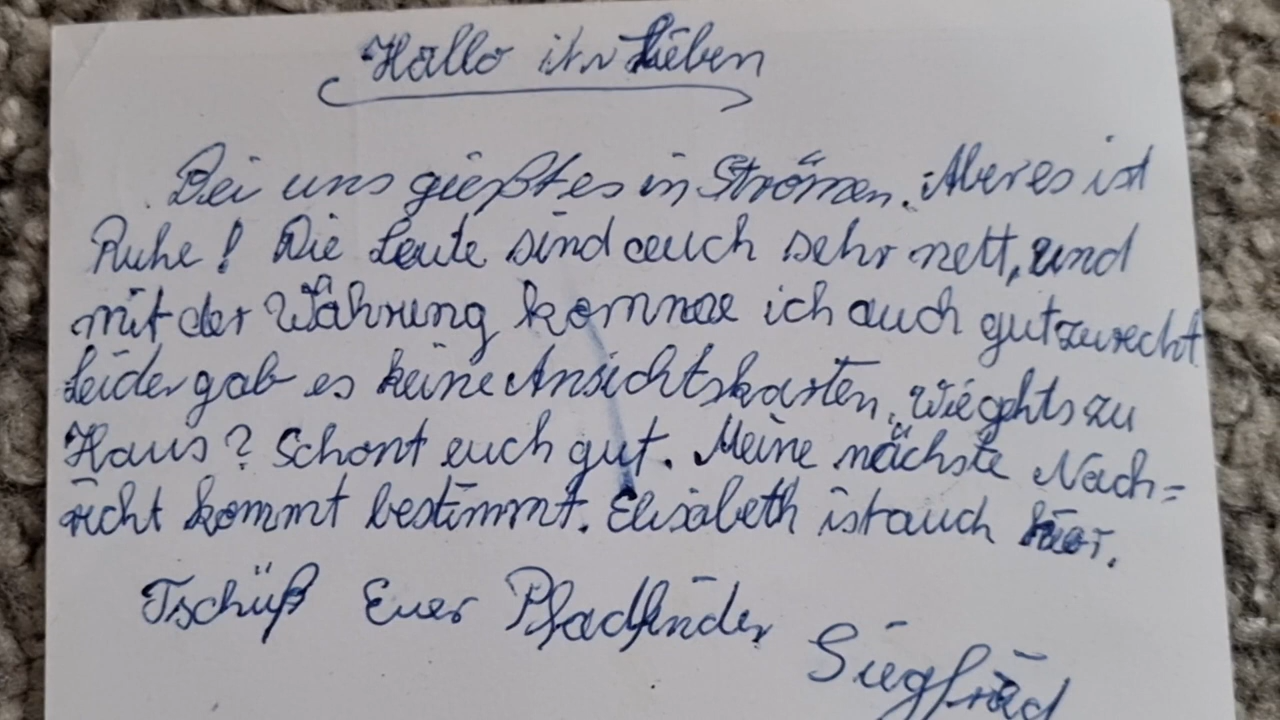 Hallo ihr Lieben
Bei uns gießt es in Strömen. Aber es ist
Ruhe! Die Leute sind auch sehr nett, und
mit der Währung komme ich auch gut zurecht
Leider gab es keine Ansichtskarten. Wie gehts zu
Haus? Schont euch gut. Meine nächste Nach=
richt kommt bestimmt. Elisabeth ist auch hier.
Tschüß Euer Pfadfinder
Siegfried